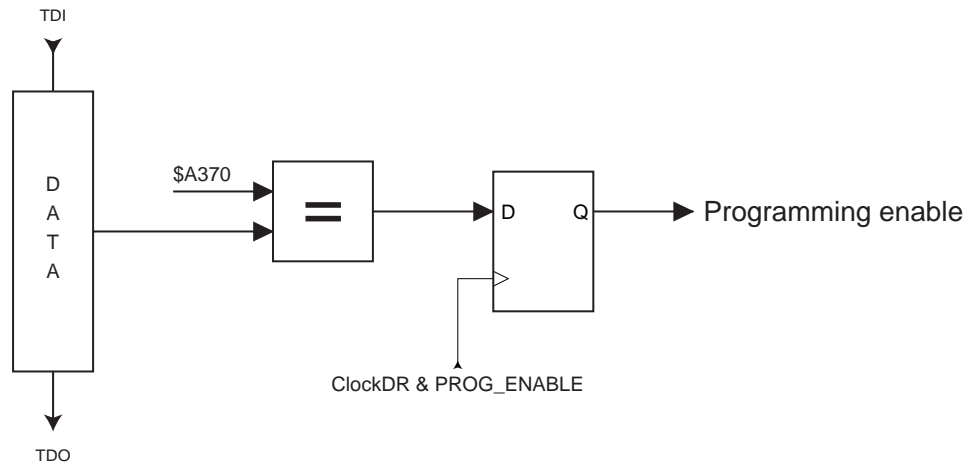 TDI
D
A
T
A
$A370
=
D
Q
Programming enable
ClockDR & PROG_ENABLE
TDO